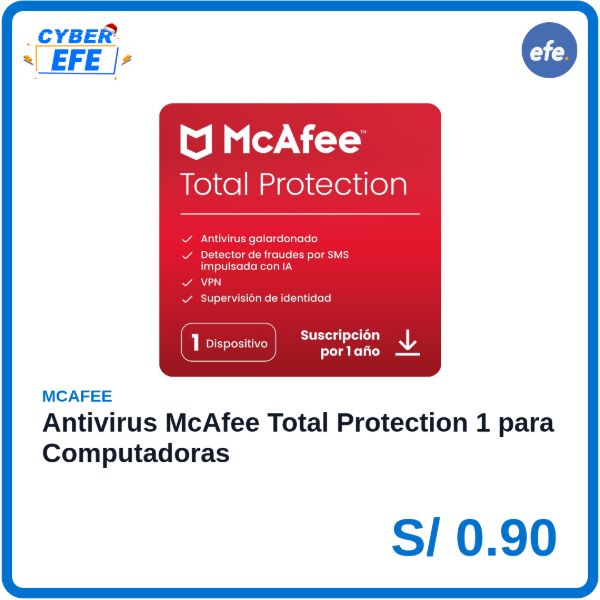 CYBER
EFE
efe.
McAfee™
Total Protection
Antivirus galardonado
Detector de fraudes por SMS
impulsada con IA
VPN
Supervisión de identidad
1 Dispositivo
Suscripción
por 1 año
MCAFEE
Antivirus McAfee Total Protection 1 para
Computadoras
S/ 0.90